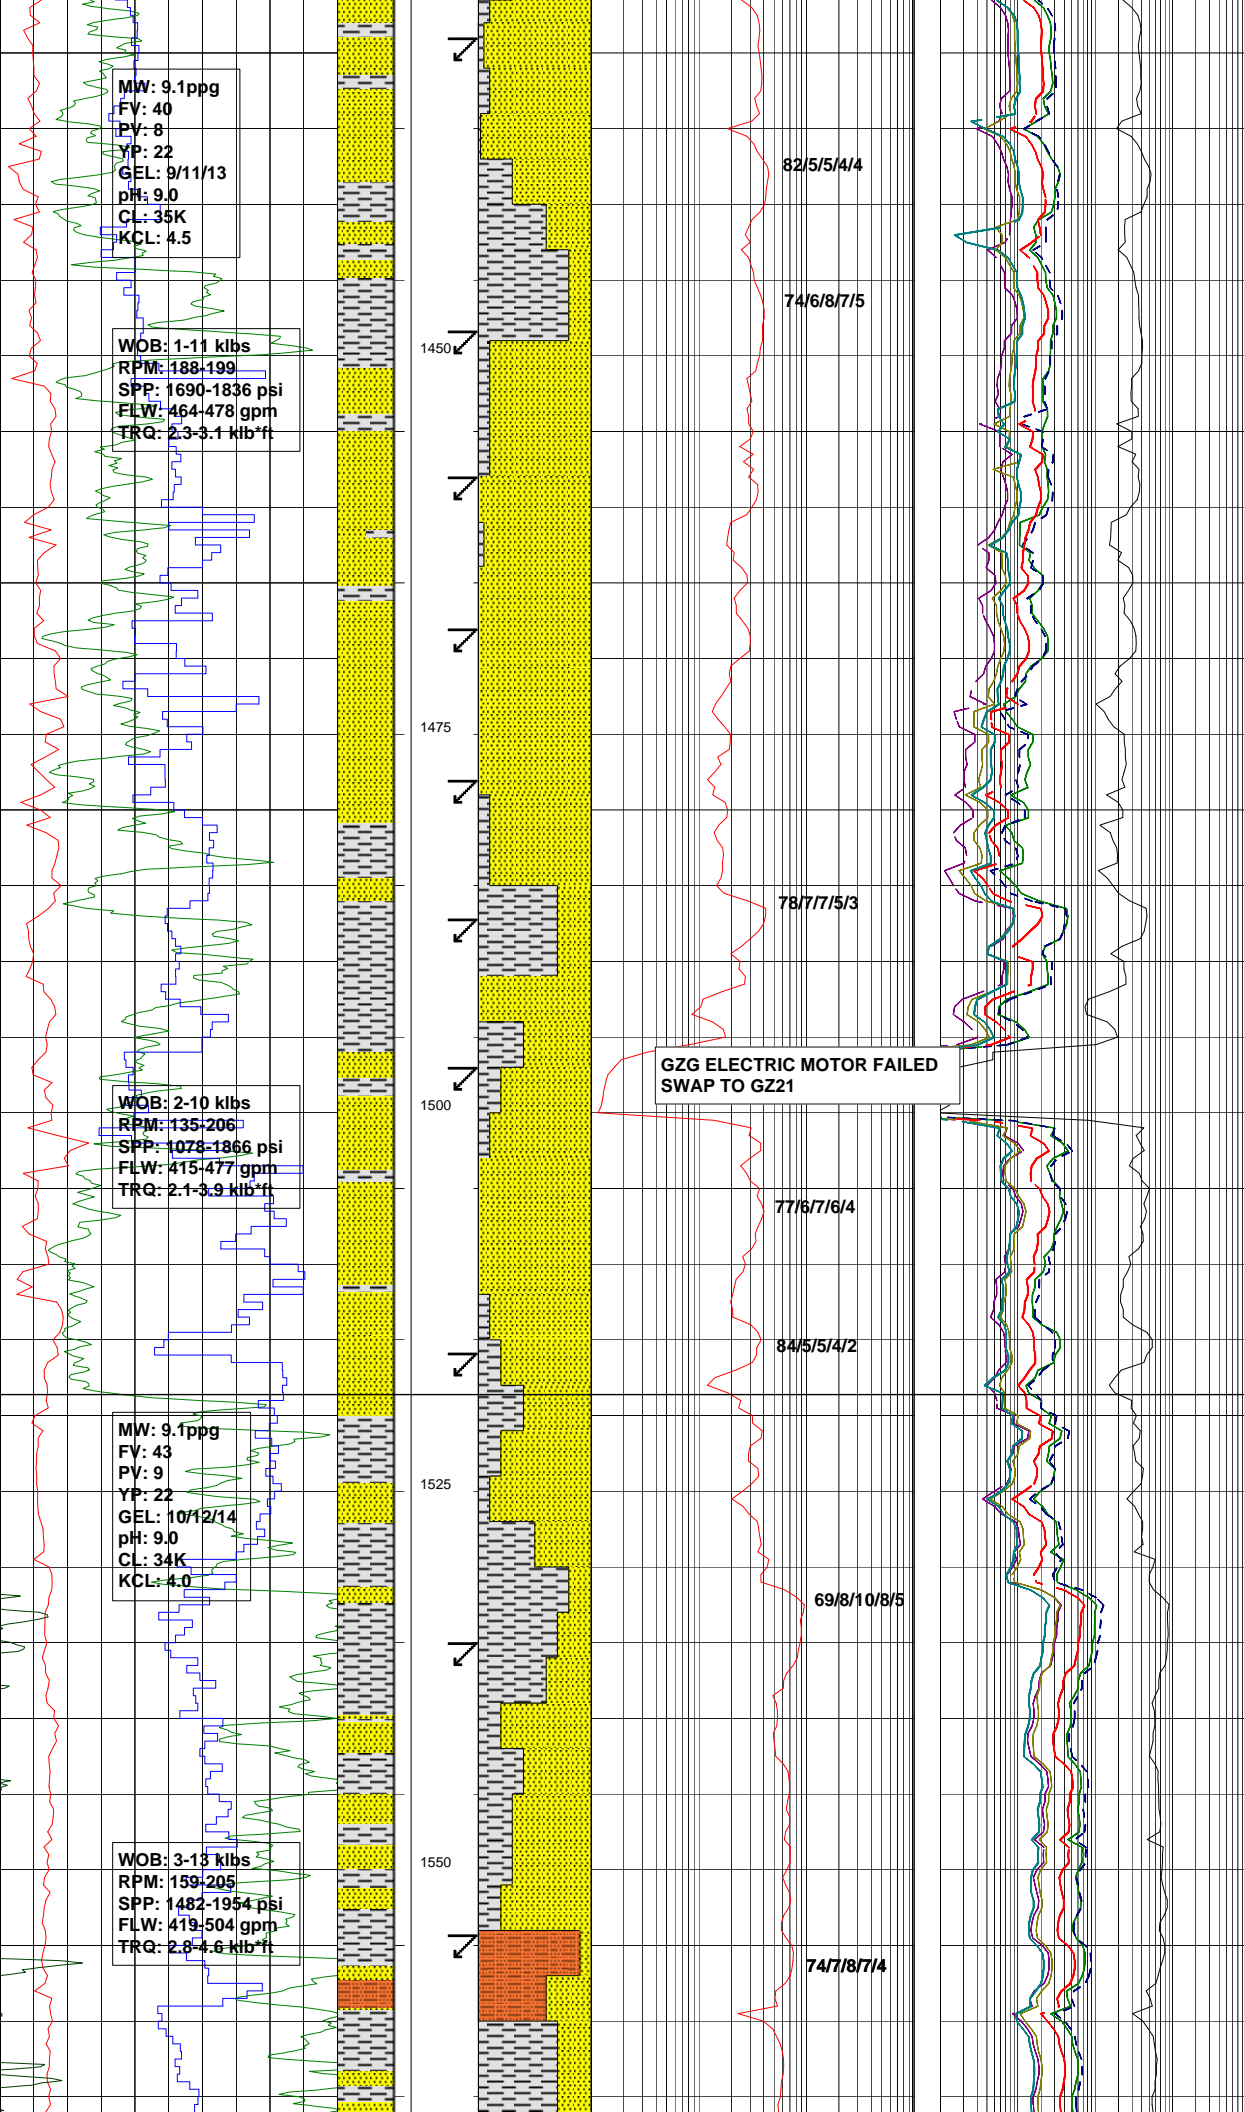 MW: 9.1ppg
FV: 40
PV: 8
YP: 22
GEL: 9/11/13
pH: 9.0
CL: 35K
KCL: 4.5
82/5/5/4/4
74/6/8/7/5
WOB: 1-11 klbs
RPM: 188-199
SPP: 1690-1836 psi
FLW: 464-478 gpm
TRQ: 2.3-3.1 klb*ft
1450
1475
78/7/7/5/3
GZG ELECTRIC MOTOR FAILED
SWAP TO GZ21
WOB: 2-10 klbs
RPM: 135-206
SPP: 1078-1866 psi
FLW: 415-477 gpm
TRQ: 2.1-3.9 klb*ft
1500
77/6/7/6/4
84/5/5/4/2
MW: 9.1ppg
FV: 43
PV: 9
YP: 22
GEL: 10/12/14
pH: 9.0
CL: 34K
KCL: 4.0
1525
69/8/10/8/5
WOB: 3-13 klbs
RPM: 159-205
SPP: 1482-1954 psi
FLW: 419-504 gpm
TRQ: 2.8-4.6 klb*ft
1550
74/7/8/7/4